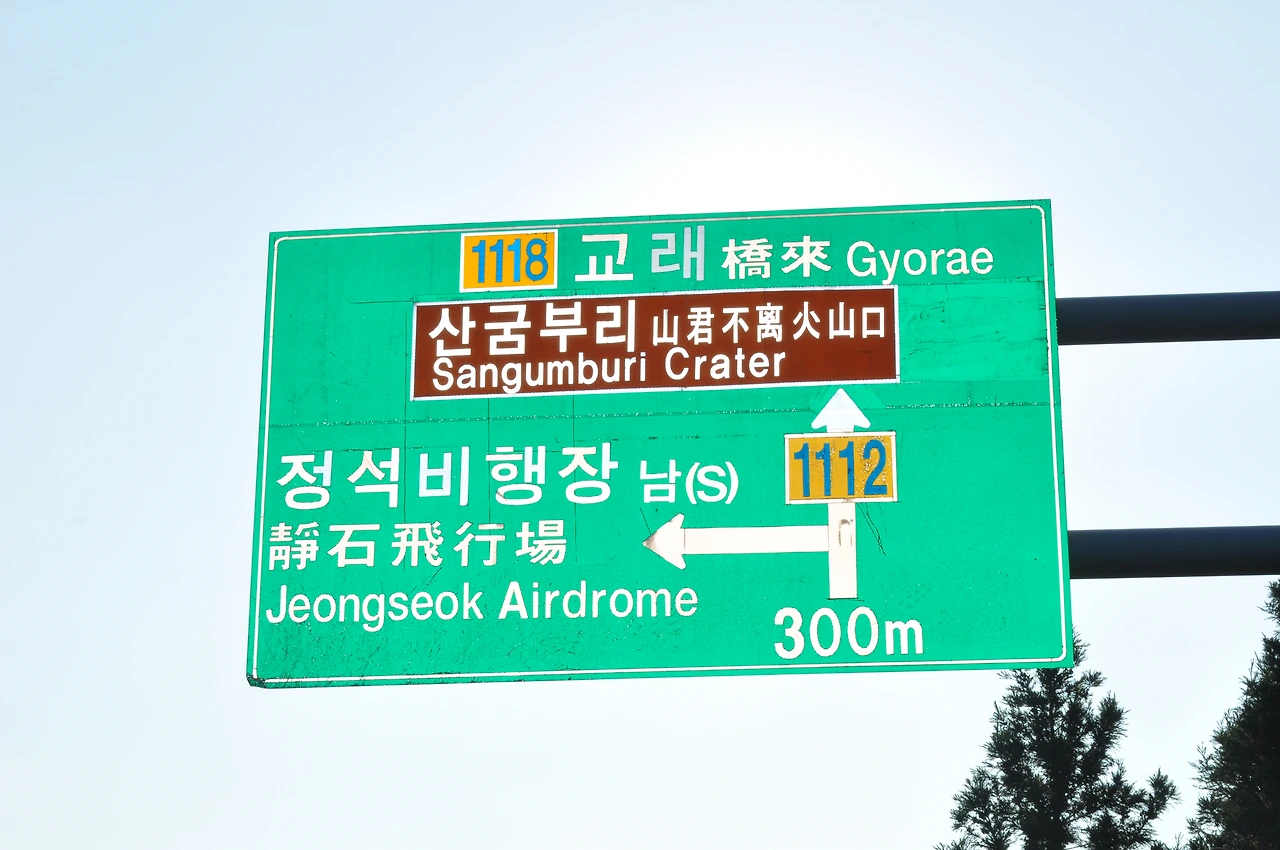 1118 교래 橋來 Gyorae
산굼부리 山君不离 火山口
Sangumburi Crater
1112
정석비행장 남(S)
靜石飛行場
Jeongseok Airdrome
300m